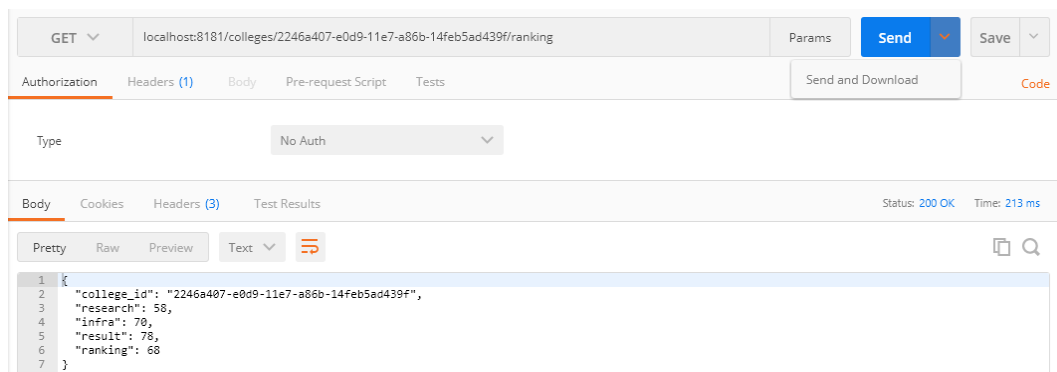 GET localhost:8181/colleges/2246a407-e0d9-11e7-a86b-14feb5ad439f/ranking Params Send Save
Send and Download
Authorization Headers (1) Body Pre-request Script Tests Code
Type No Auth
Body Cookies Headers (3) Test Results Status: 200 OK Time: 213 ms
Pretty Raw Preview Text
1 {
2 "college_id": "2246a407-e0d9-11e7-a86b-14feb5ad439f",
3 "research": 58,
4 "infra": 70,
5 "result": 78,
6 "ranking": 68
7 }